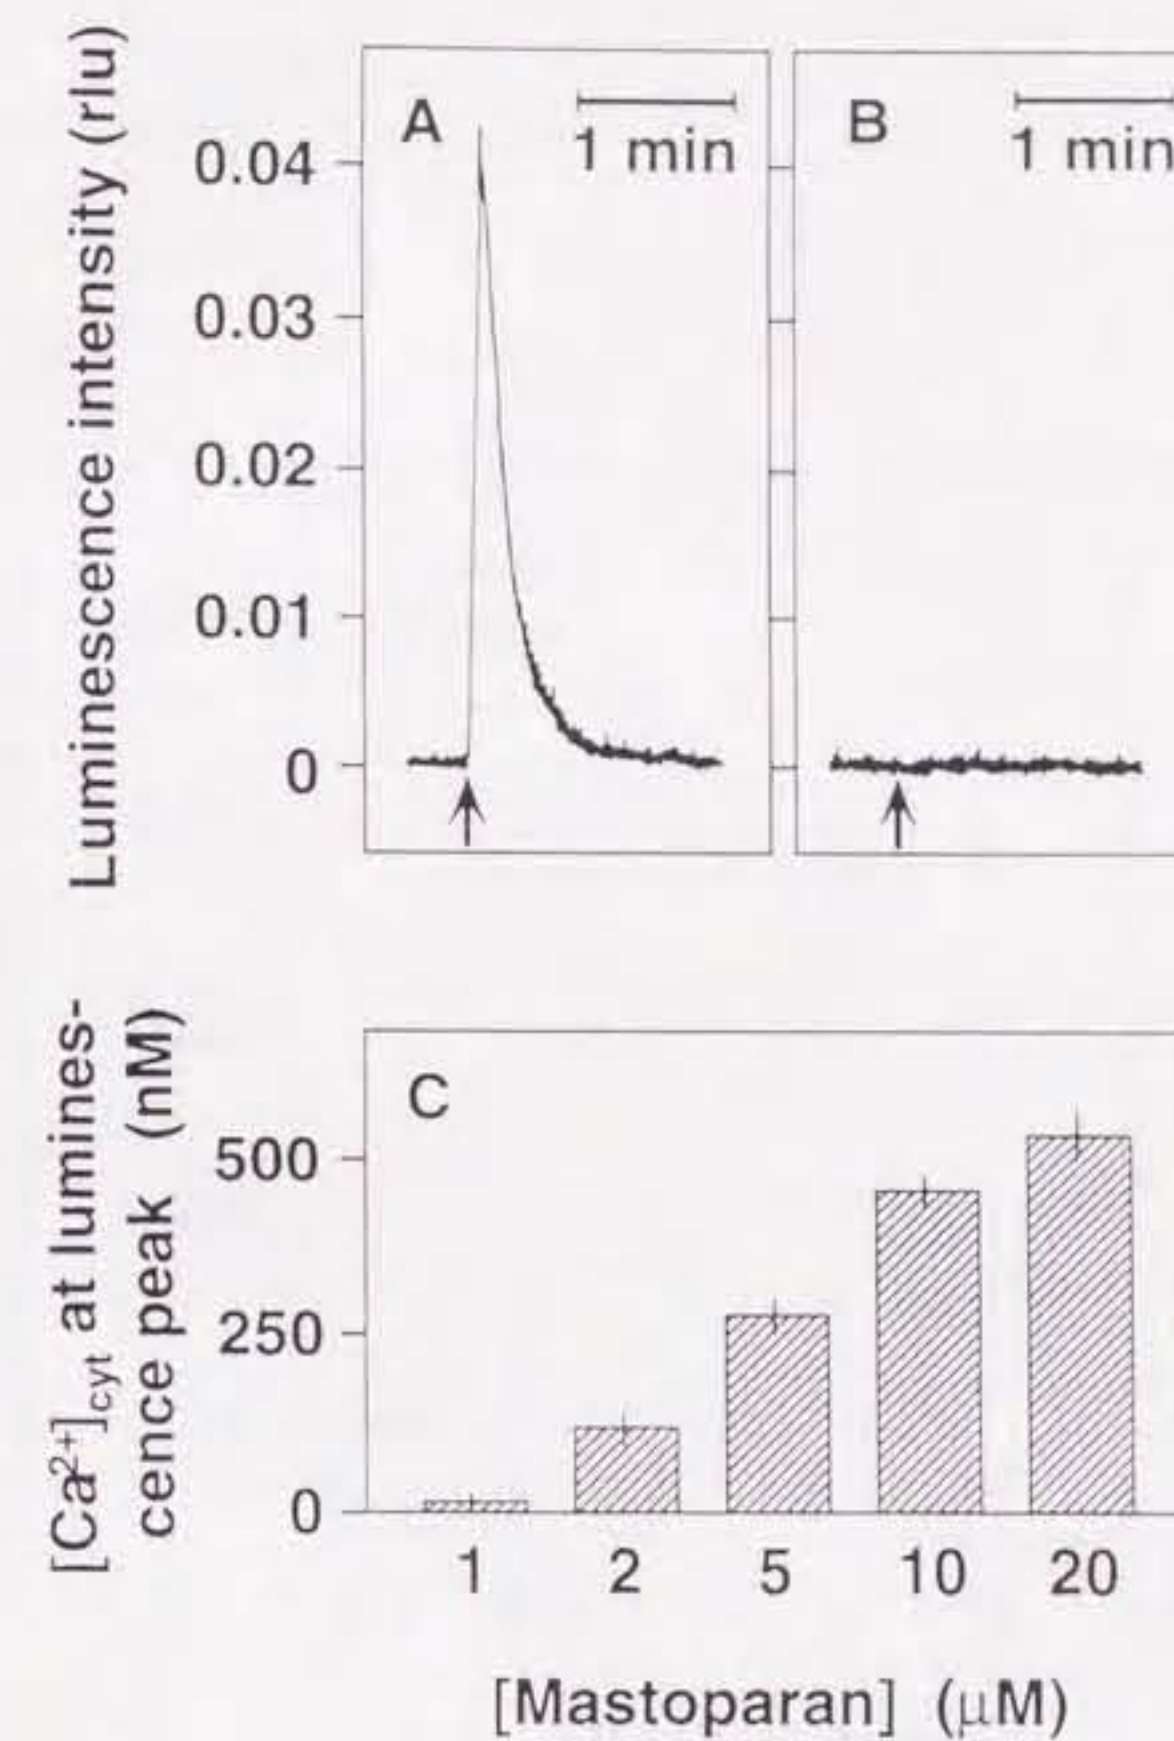 Luminescence intensity (rlu)
A
1 min
B
1 min
0.04
0.03
0.02
0.01
0
[Ca²⁺]cyt at lumines-
cence peak (nM)
C
500
250
0
1 2 5 10 20
[Mastoparan] (μM)